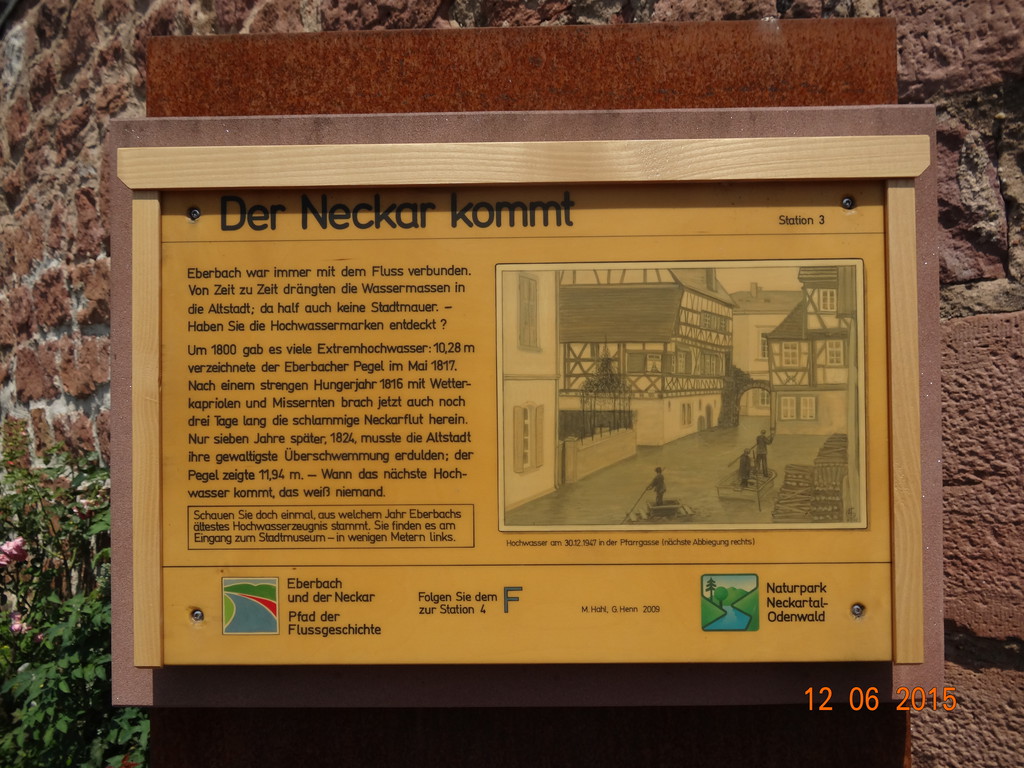 Der Neckar kommt
Station 3
Eberbach war immer mit dem Fluss verbunden.
Von Zeit zu Zeit drängten die Wassermassen in
die Altstadt; da half auch keine Stadtmauer. –
Haben Sie die Hochwassermarken entdeckt ?
Um 1800 gab es viele Extremhochwasser: 10,28 m
verzeichnete der Eberbacher Pegel im Mai 1817.
Nach einem strengen Hungerjahr 1816 mit Wetter-
kapriolen und Missernten brach jetzt auch noch
drei Tage lang die schlammige Neckarflut herein.
Nur sieben Jahre später, 1824, musste die Altstadt
ihre gewaltigste Überschwemmung erdulden; der
Pegel zeigte 11,94 m. – Wann das nächste Hoch-
wasser kommt, das weiß niemand.
Schauen Sie doch einmal, aus welchem Jahr Eberbachs
ältestes Hochwasserzeugnis stammt. Sie finden es am
Eingang zum Stadtmuseum – in wenigen Metern links.
Hochwasser am 30.12.1947 in der Pfarrgasse (nächste Abbiegung rechts)
Eberbach
und der Neckar
Pfad der
Flussgeschichte
Folgen Sie dem F
zur Station 4
M. Hahl, G. Henn 2009
Naturpark
Neckartal-
Odenwald
12 06 2015